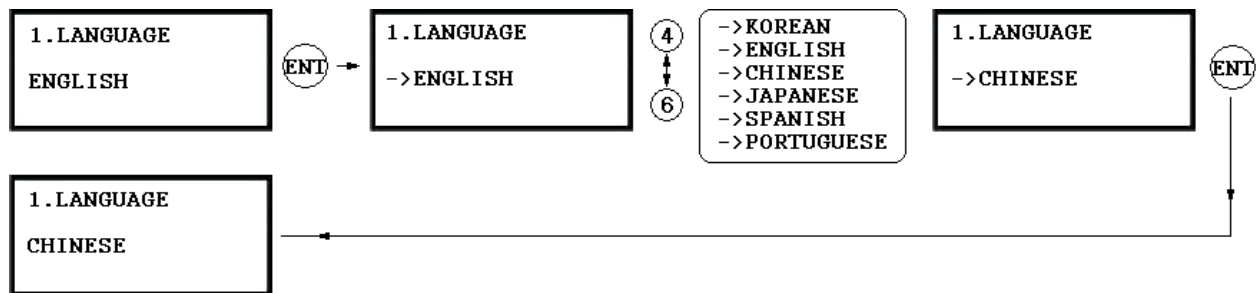 1.LANGUAGE
ENGLISH
ENT
1.LANGUAGE
->ENGLISH
4
6
->KOREAN
->ENGLISH
->CHINESE
->JAPANESE
->SPANISH
->PORTUGUESE
1.LANGUAGE
->CHINESE
ENT
1.LANGUAGE
CHINESE